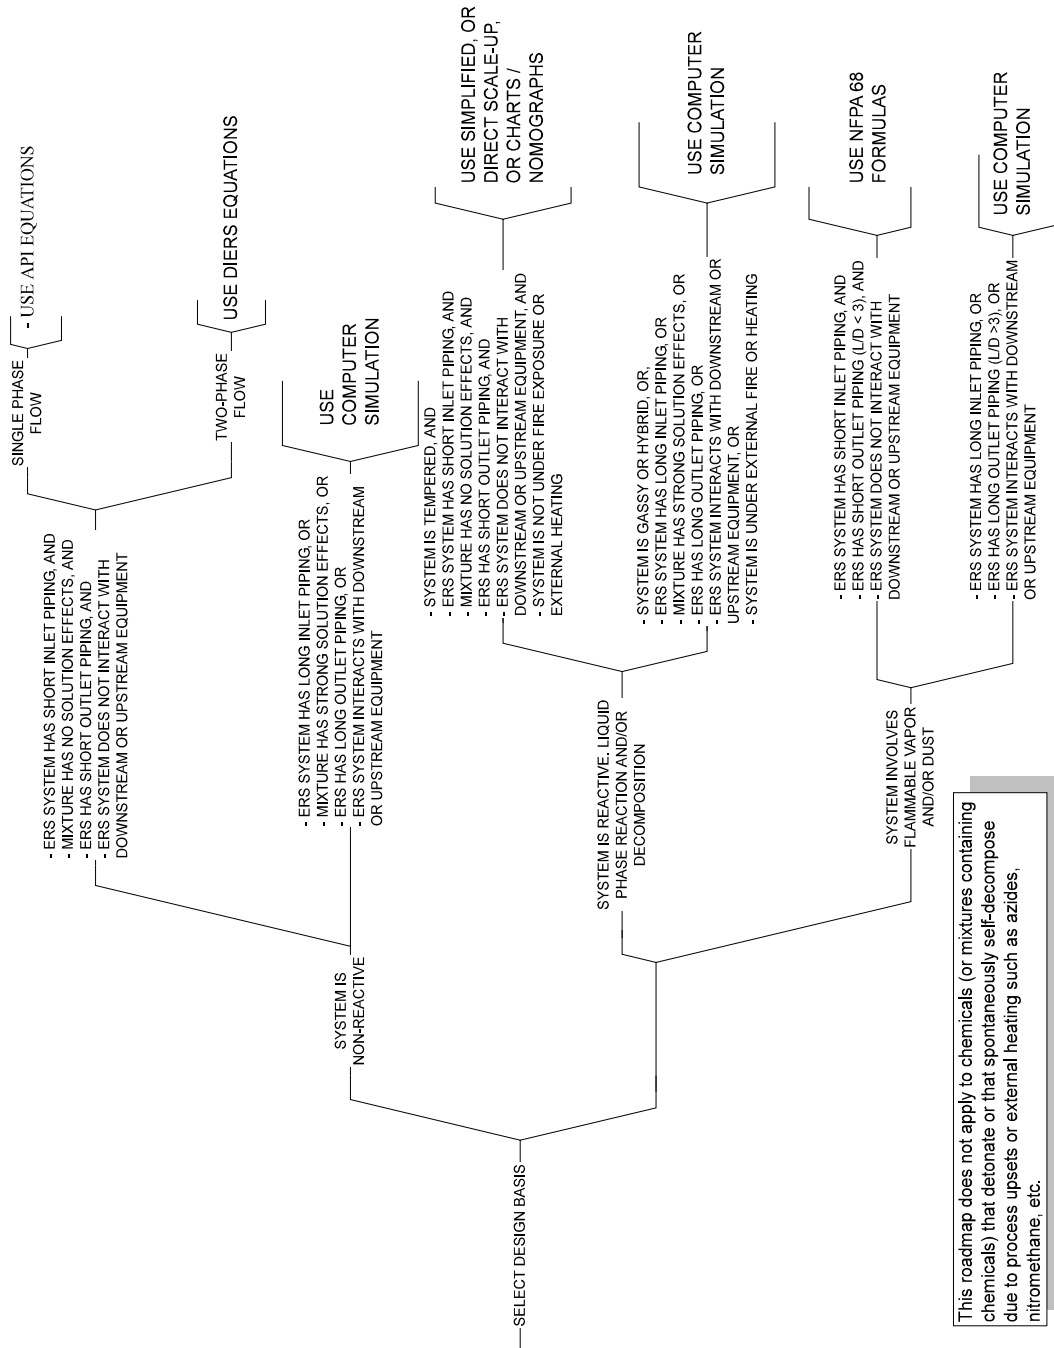 SELECT DESIGN BASIS
SYSTEM IS
NON-REACTIVE
- ERS SYSTEM HAS SHORT INLET PIPING, AND
- MIXTURE HAS NO SOLUTION EFFECTS, AND
- ERS HAS SHORT OUTLET PIPING, AND
- ERS SYSTEM DOES NOT INTERACT WITH
DOWNSTREAM OR UPSTREAM EQUIPMENT
SINGLE PHASE
FLOW
- USE API EQUATIONS
TWO-PHASE
FLOW
USE DIERS EQUATIONS
- ERS SYSTEM HAS LONG INLET PIPING, OR
- MIXTURE HAS STRONG SOLUTION EFFECTS, OR
- ERS HAS LONG OUTLET PIPING, OR
- ERS SYSTEM INTERACTS WITH DOWNSTREAM
OR UPSTREAM EQUIPMENT
USE
COMPUTER
SIMULATION
SYSTEM IS REACTIVE. LIQUID
PHASE REACTION AND/OR
DECOMPOSITION
- SYSTEM IS TEMPERED, AND
- ERS SYSTEM HAS SHORT INLET PIPING, AND
- MIXTURE HAS NO SOLUTION EFFECTS, AND
- ERS HAS SHORT OUTLET PIPING, AND
- ERS SYSTEM DOES NOT INTERACT WITH
DOWNSTREAM OR UPSTREAM EQUIPMENT, AND
- SYSTEM IS NOT UNDER FIRE EXPOSURE OR
EXTERNAL HEATING
USE SIMPLIFIED, OR
DIRECT SCALE-UP,
OR CHARTS /
NOMOGRAPHS
- SYSTEM IS GASSY OR HYBRID, OR,
- ERS SYSTEM HAS LONG INLET PIPING, OR
- MIXTURE HAS STRONG SOLUTION EFFECTS, OR
- ERS HAS LONG OUTLET PIPING, OR
- ERS SYSTEM INTERACTS WITH DOWNSTREAM OR
UPSTREAM EQUIPMENT, OR
- SYSTEM IS UNDER EXTERNAL FIRE OR HEATING
USE COMPUTER
SIMULATION
SYSTEM INVOLVES
FLAMMABLE VAPOR
AND/OR DUST
- ERS SYSTEM HAS SHORT INLET PIPING, AND
- ERS HAS SHORT OUTLET PIPING (L/D < 3), AND
- ERS SYSTEM DOES NOT INTERACT WITH
DOWNSTREAM OR UPSTREAM EQUIPMENT
USE NFPA 68
FORMULAS
- ERS SYSTEM HAS LONG INLET PIPING, OR
- ERS HAS LONG OUTLET PIPING (L/D >3), OR
- ERS SYSTEM INTERACTS WITH DOWNSTREAM
OR UPSTREAM EQUIPMENT
USE COMPUTER
SIMULATION
This roadmap does not apply to chemicals (or mixtures containing
chemicals) that detonate or that spontaneously self-decompose
due to process upsets or external heating such as azides,
nitromethane, etc.